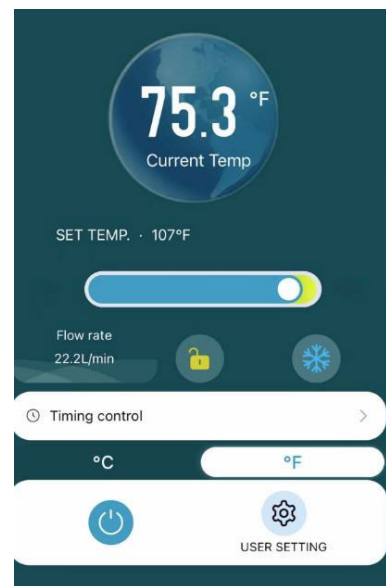 75.3 °F
Current Temp
SET TEMP. · 107°F
Flow rate
22.2L/min
Timing control
°C °F
USER SETTING